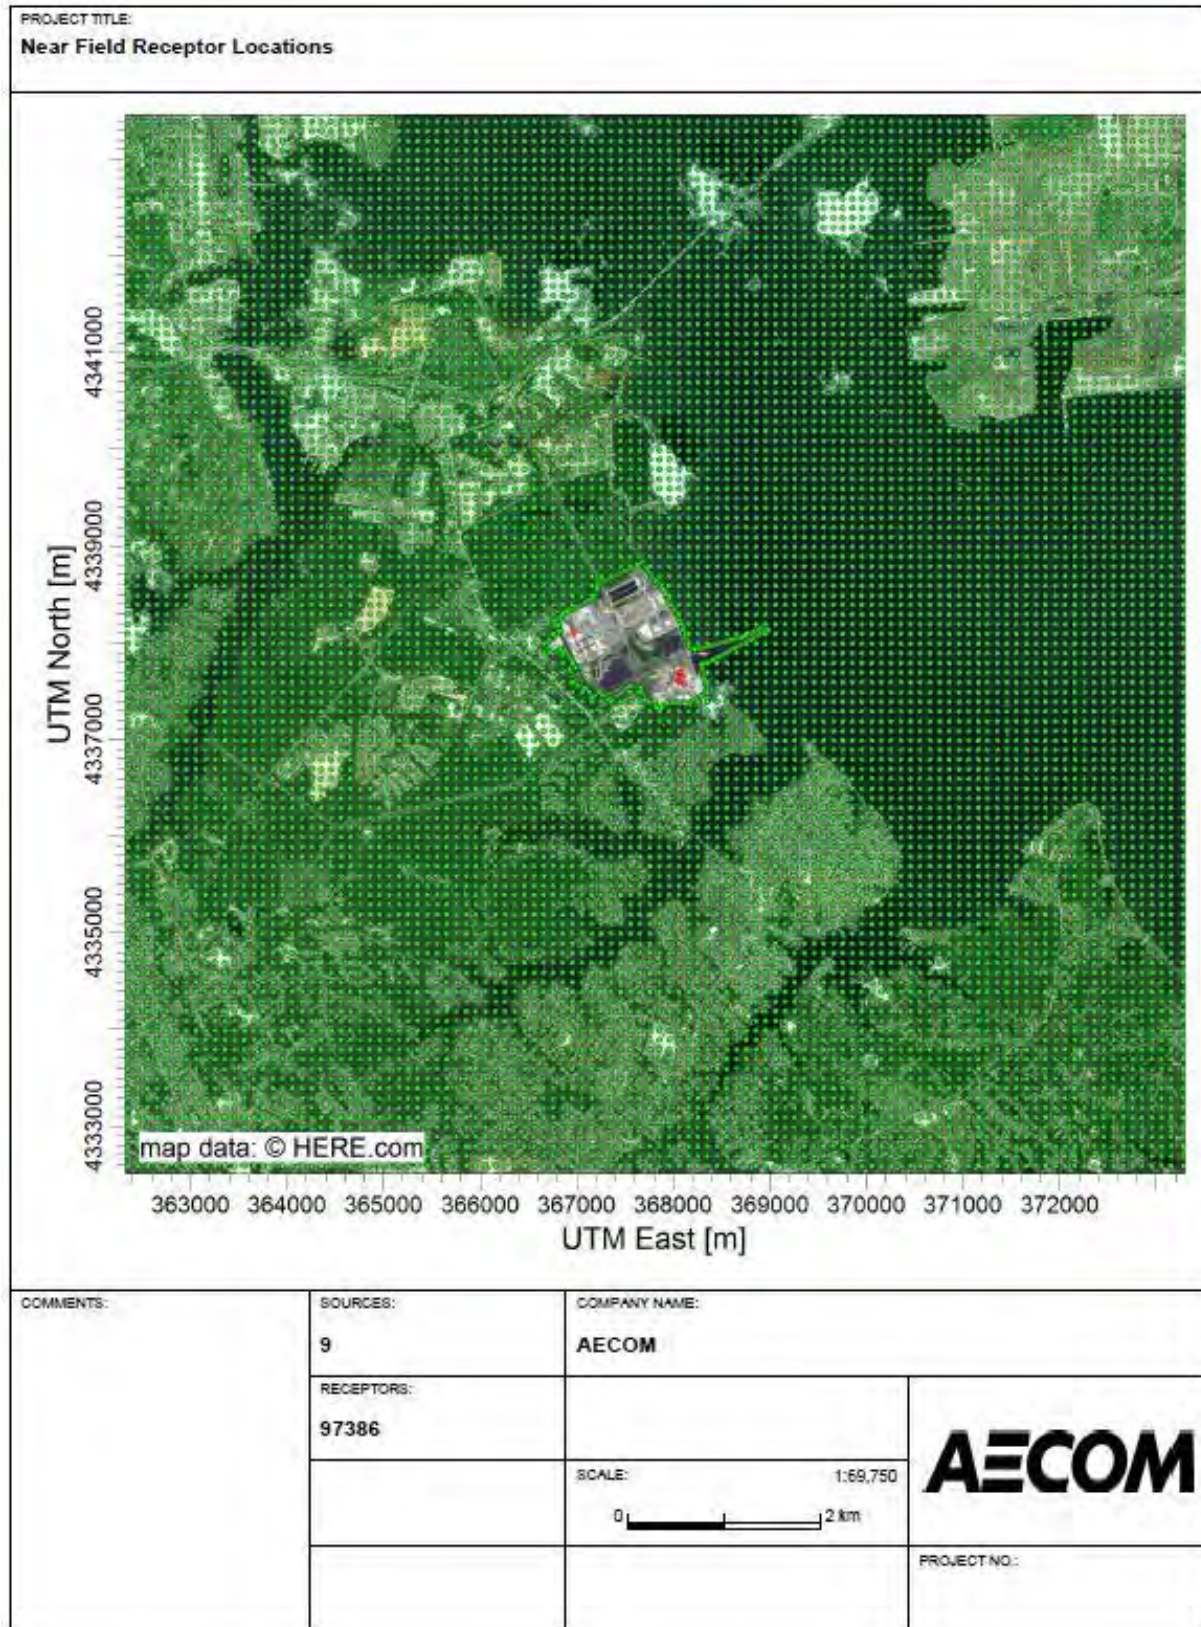 PROJECT TITLE:
Near Field Receptor Locations
UTM North [m]
4341000
4339000
4337000
4335000
4333000
map data: © HERE.com
363000 364000 365000 366000 367000 368000 369000 370000 371000 372000
UTM East [m]
COMMENTS:
SOURCES:
9
COMPANY NAME:
AECOM
RECEPTORS:
97386
SCALE:
1:69,750
0
2 km
AECOM
PROJECT NO.: